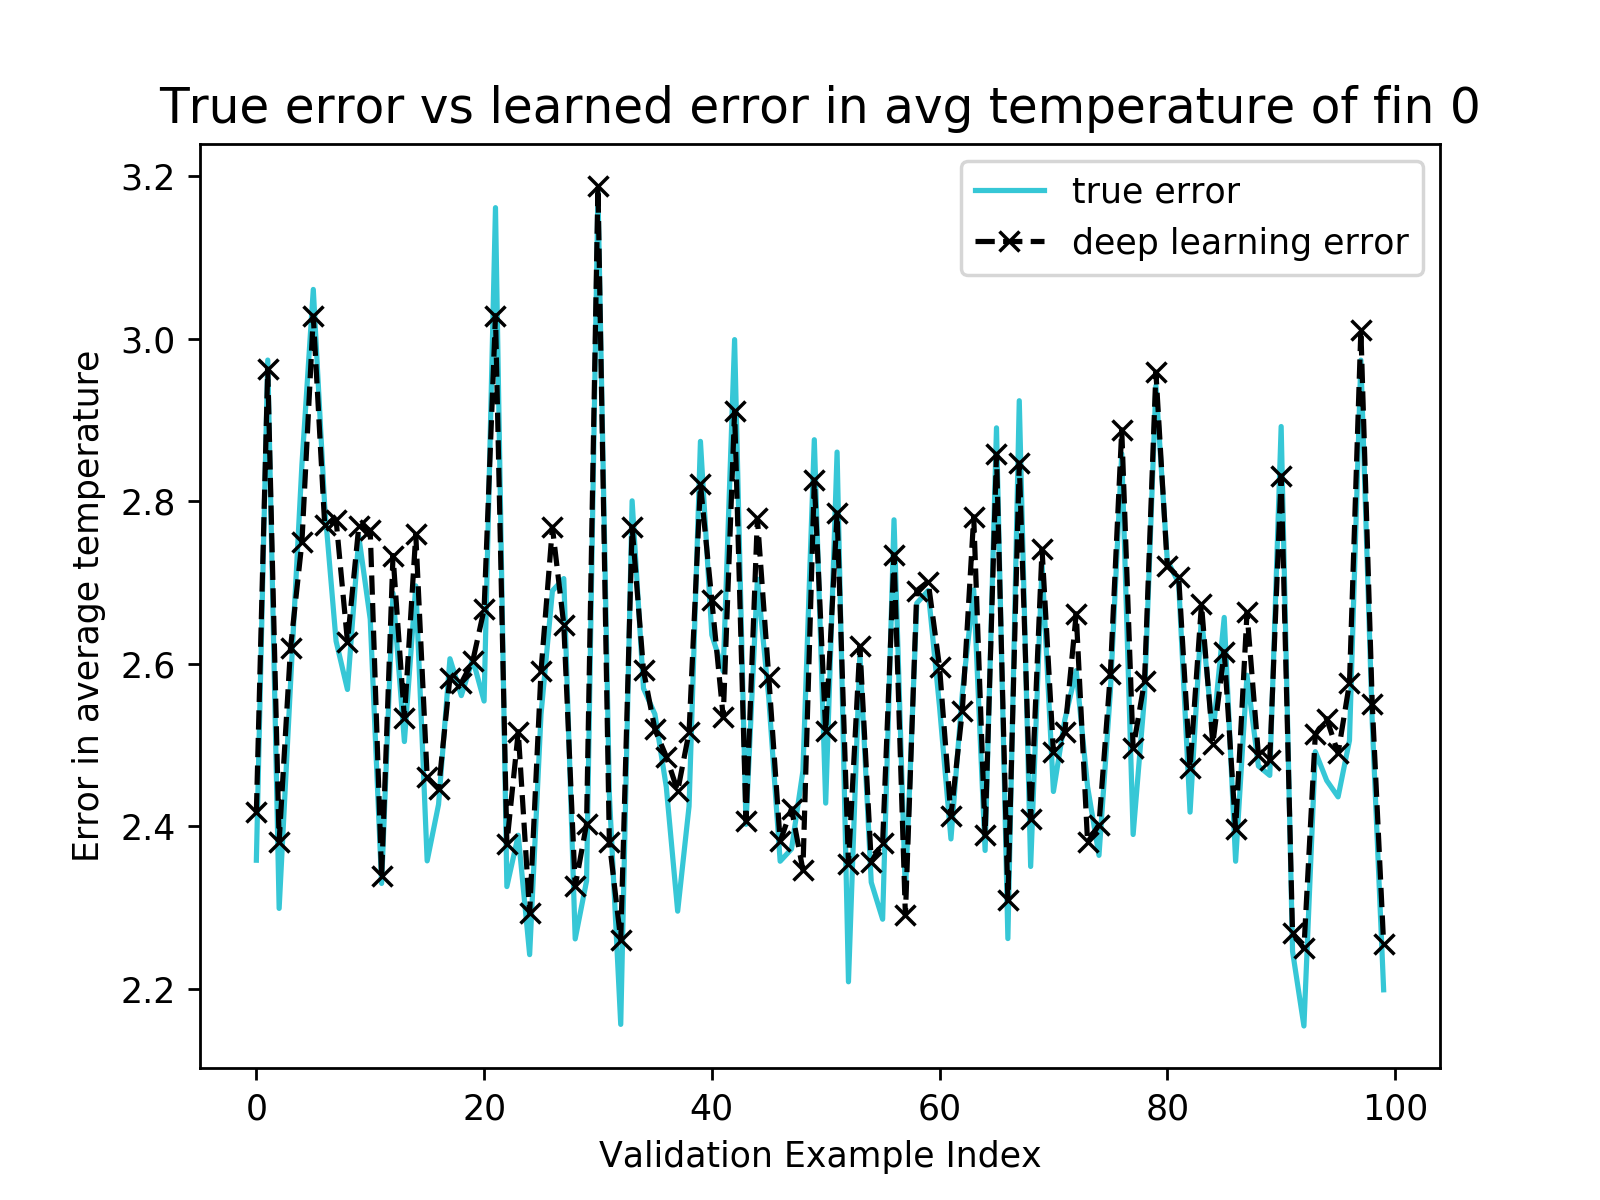 True error vs learned error in avg temperature of fin 0
true error
deep learning error
Error in average temperature
3.2
3.0
2.8
2.6
2.4
2.2
0 20 40 60 80 100
Validation Example Index